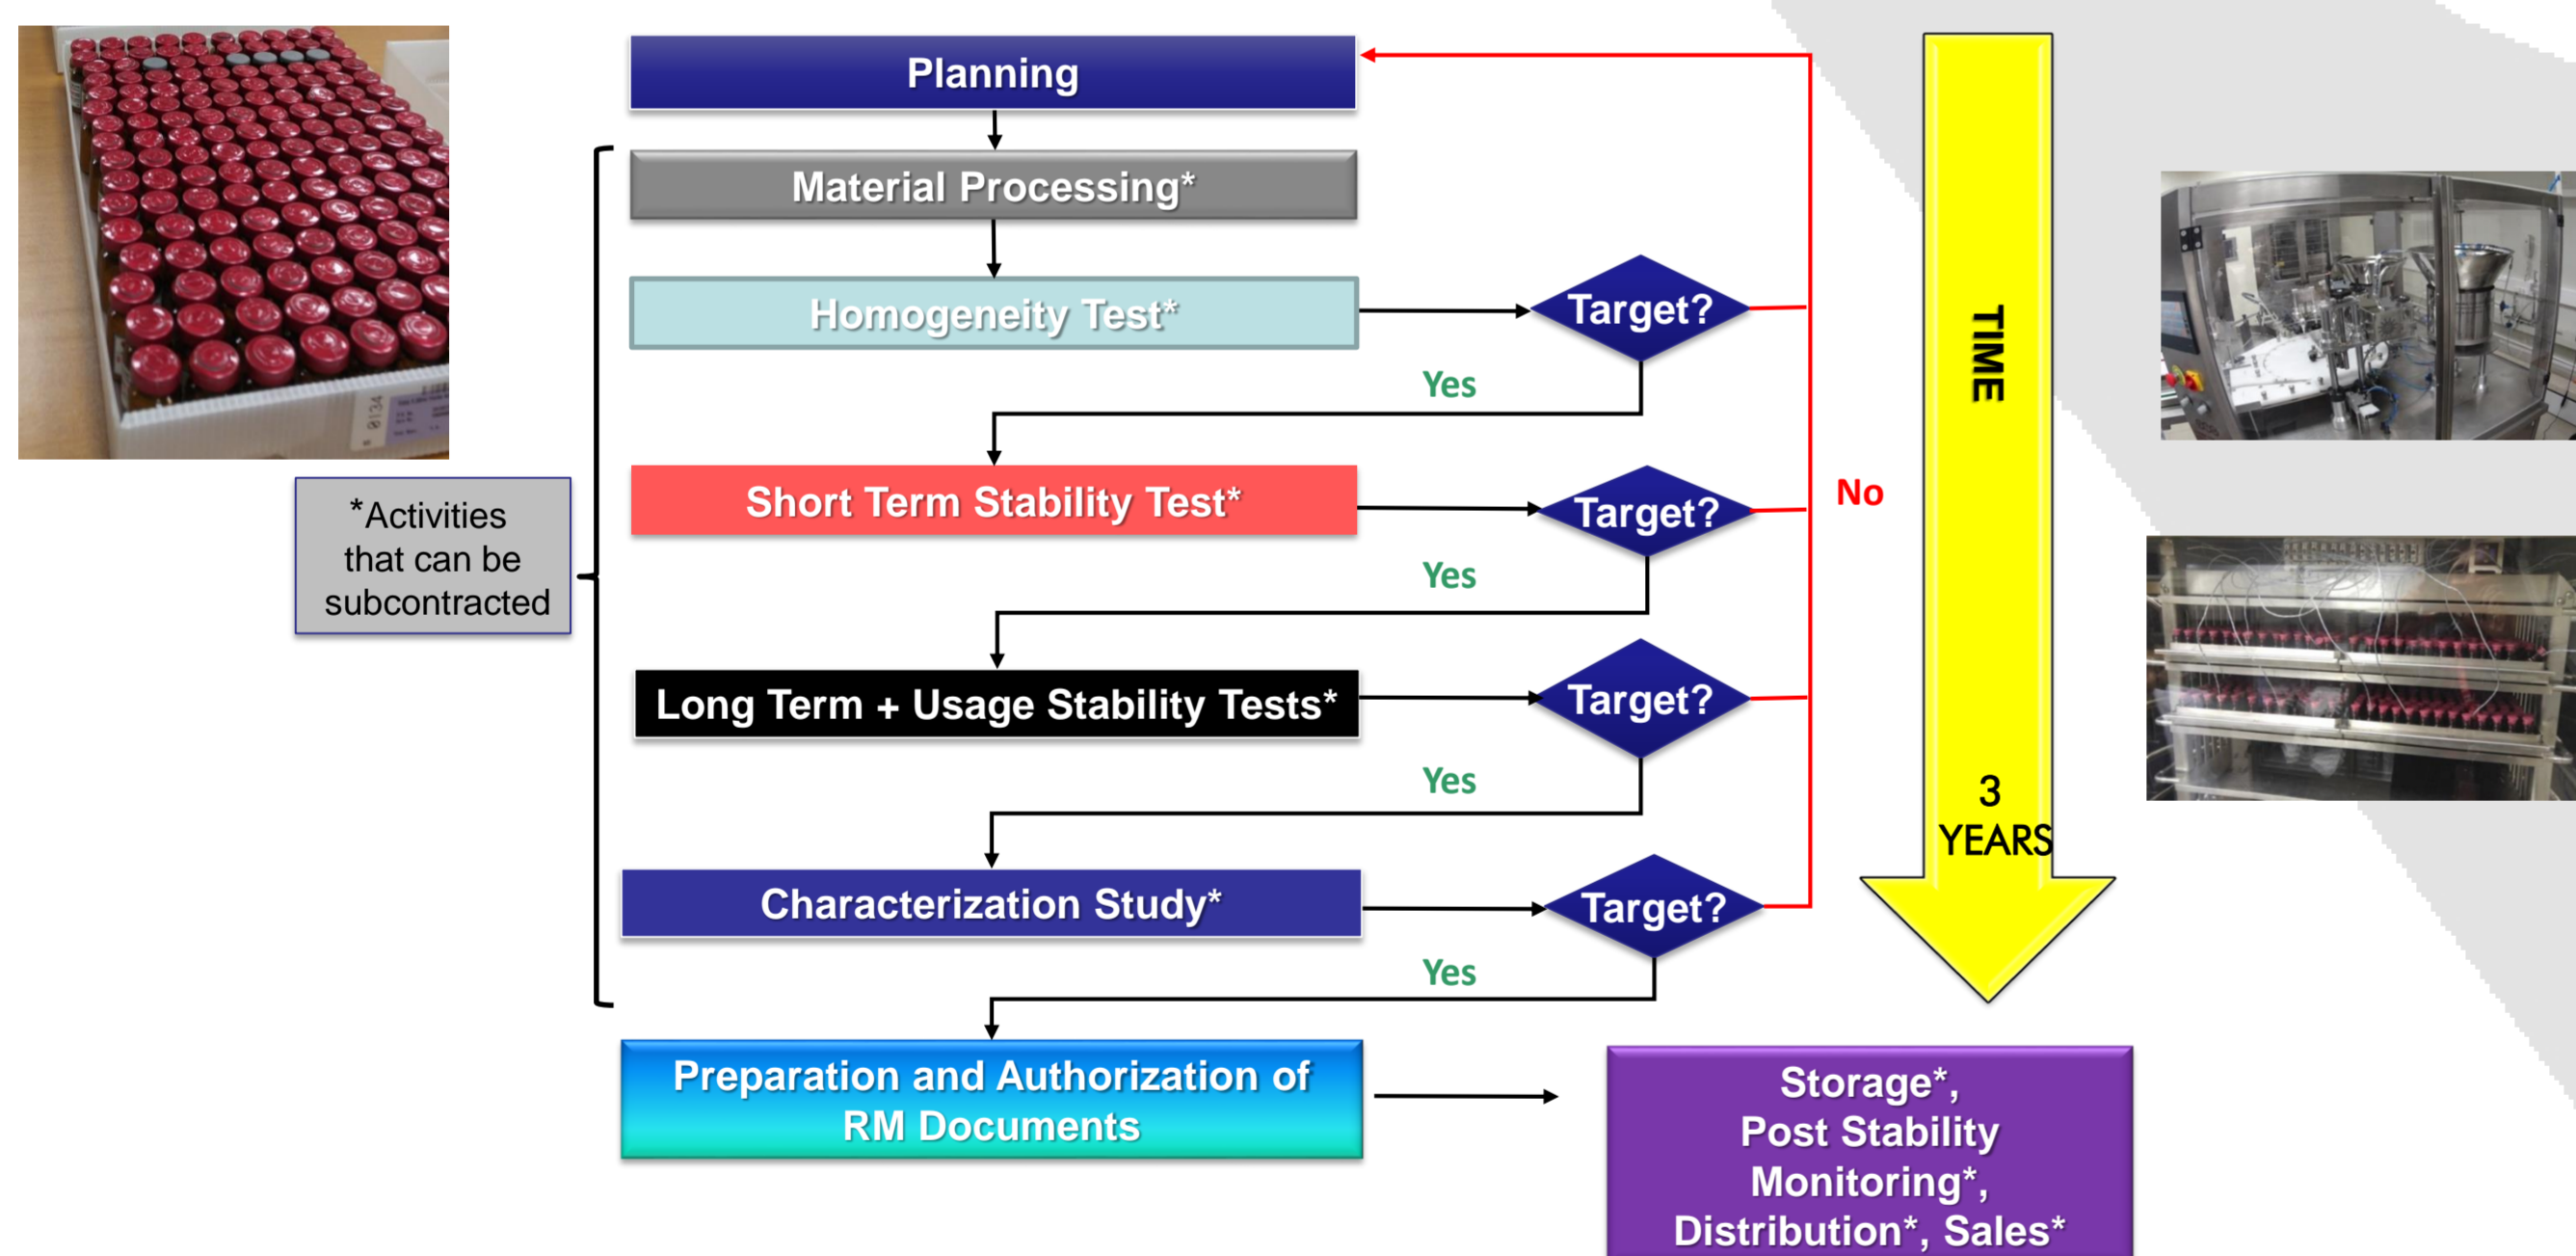 Planning
Material Processing*
Homogeneity Test*
Target?
Yes
Short Term Stability Test*
Target?
No
Yes
*Activities
that can be
subcontracted
Long Term + Usage Stability Tests*
Target?
Yes
Characterization Study*
Target?
Yes
Preparation and Authorization of
RM Documents
Storage*,
Post Stability
Monitoring*,
Distribution*, Sales*
TIME
3
YEARS
0134